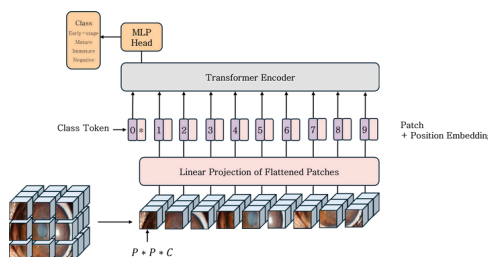 Class
Early-stage
Mature
Immature
Negative
MLP
Head
Transformer Encoder
Class Token
0 * 1 2 3 4 5 6 7 8 9
Patch
+ Position Embedding
Linear Projection of Flattened Patches
P * P * C